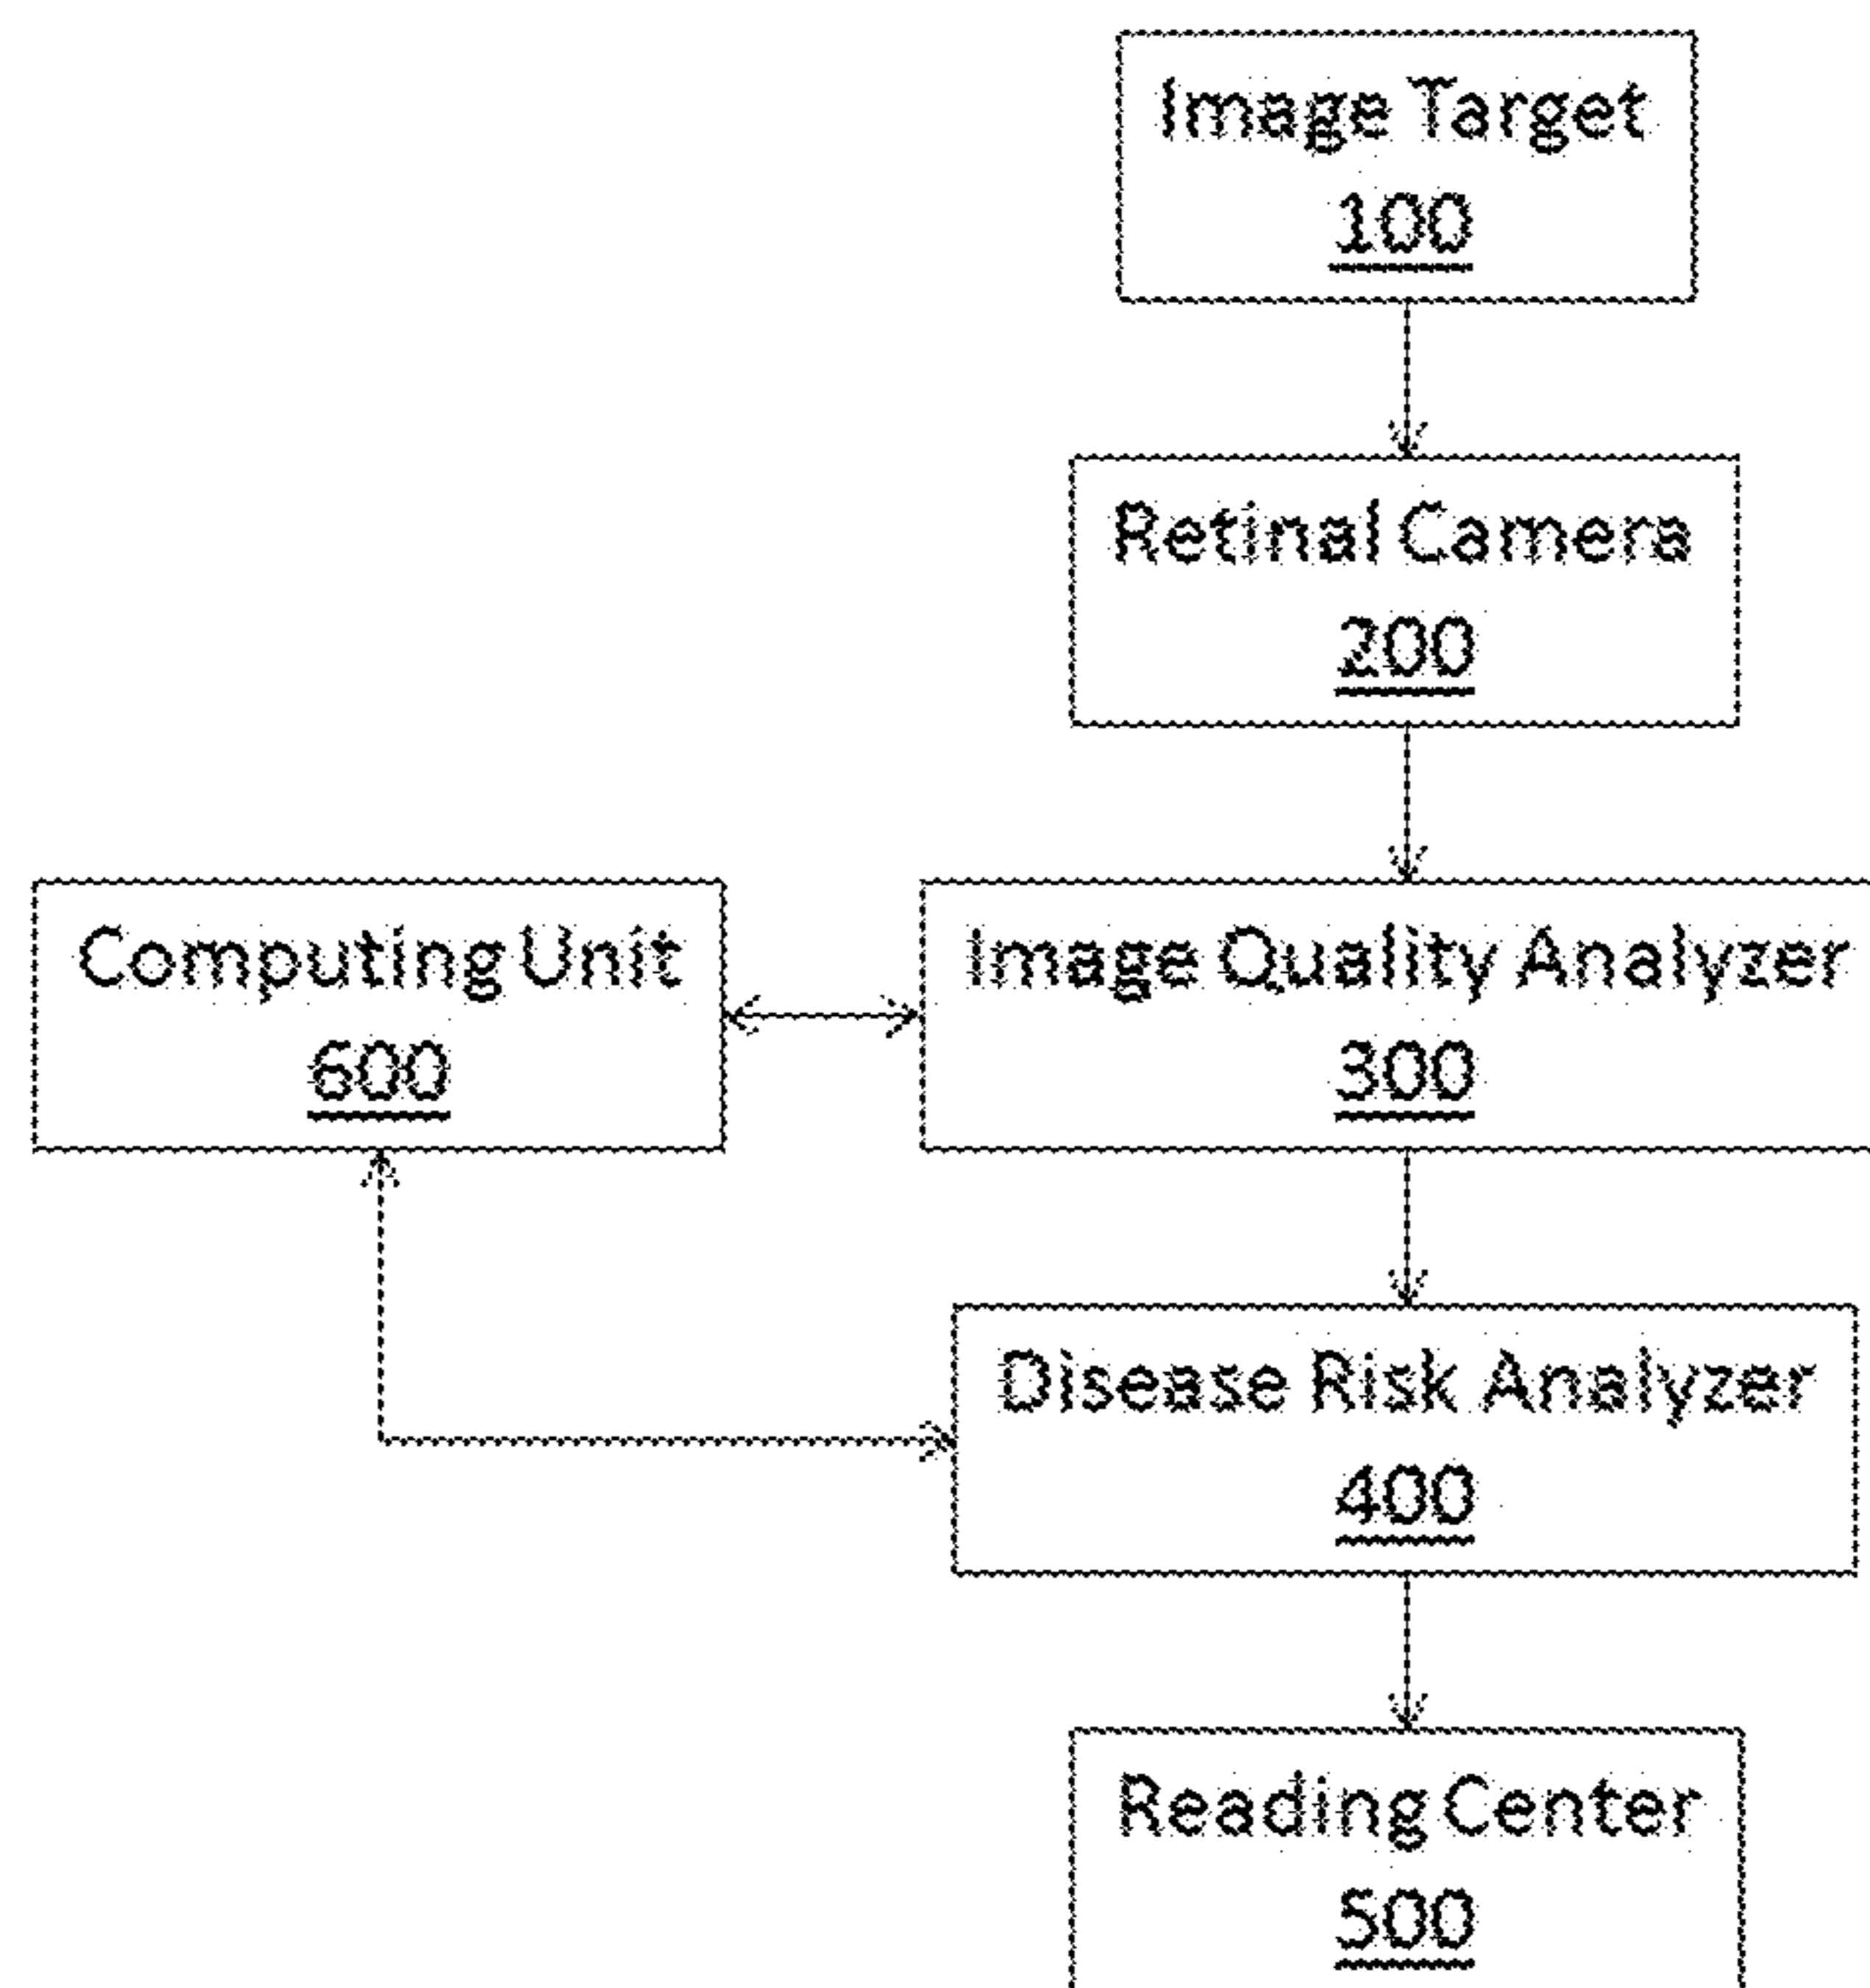 Image Target
100
Retinal Camera
200
Computing Unit
600
Image Quality Analyzer
300
Disease Risk Analyzer
400
Reading Center
500